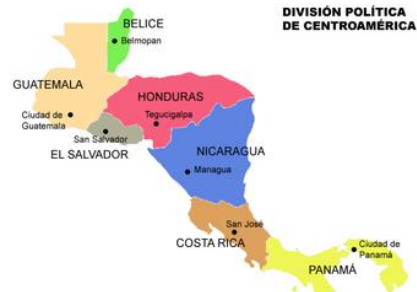 DIVISIÓN POLÍTICA
DE CENTROAMÉRICA
BELICE
Belmopan
GUATEMALA
Ciudad de
Guatemala
HONDURAS
Tegucigalpa
San Salvador
EL SALVADOR
NICARAGUA
Managua
San José
COSTA RICA
Ciudad de
Panamá
PANAMÁ